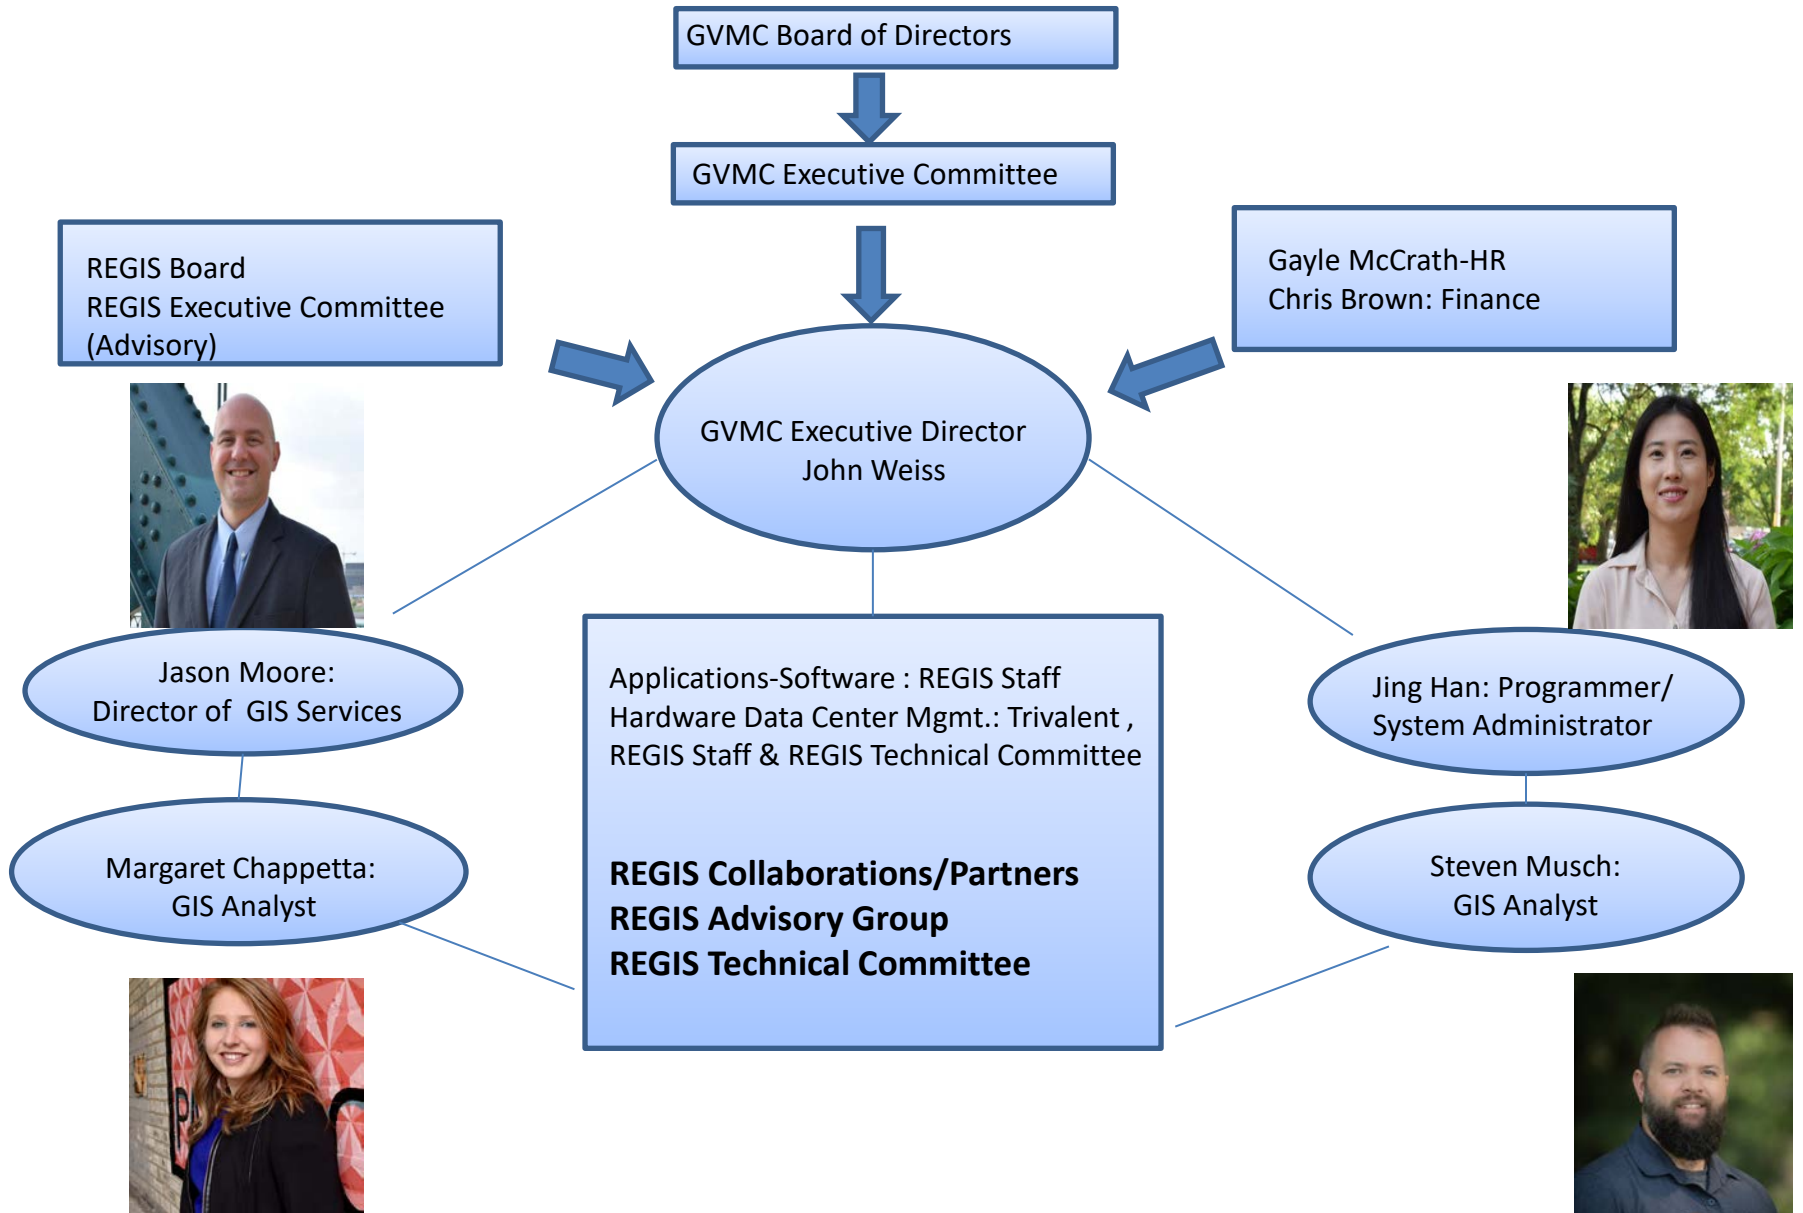 GVMC Board of Directors
GVMC Executive Committee
REGIS Board
REGIS Executive Committee
(Advisory)
Gayle McCrath-HR
Chris Brown: Finance
GVMC Executive Director
John Weiss
Jason Moore:
Director of  GIS Services
Applications-Software : REGIS Staff
Hardware Data Center Mgmt.: Trivalent ,
REGIS Staff & REGIS Technical Committee
REGIS Collaborations/Partners
REGIS Advisory Group
REGIS Technical Committee
Jing Han: Programmer/
System Administrator
Margaret Chappetta:
GIS Analyst
Steven Musch:
GIS Analyst